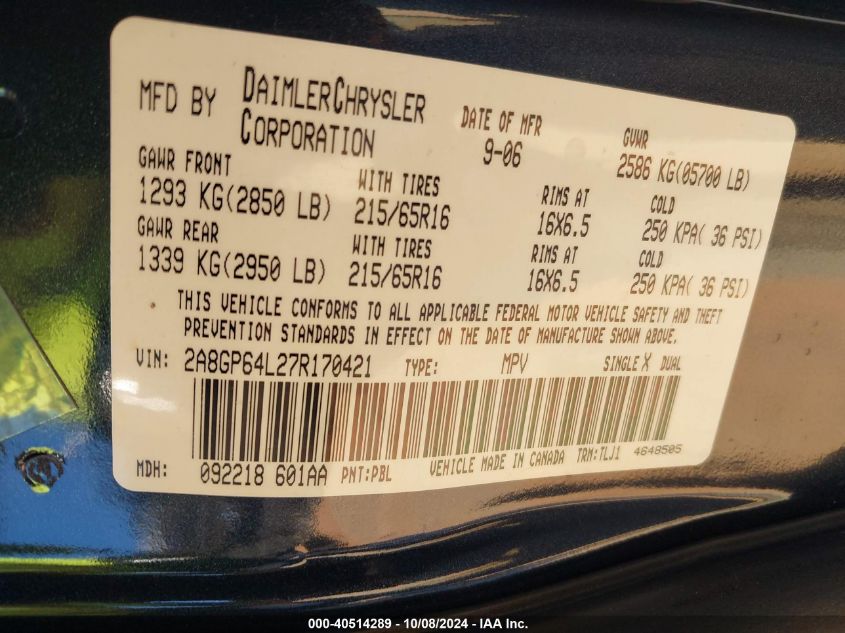 MFD BY DAIMLERCHRYSLER CORPORATION
DATE OF MFR 9-06
GVWR 2586 KG(05700 LB)
GAWR FRONT WITH TIRES RIMS AT COLD
1293 KG(2850 LB) 215/65R16 16X6.5 250 KPA( 36 PSI)
GAWR REAR WITH TIRES RIMS AT COLD
1339 KG(2950 LB) 215/65R16 16X6.5 250 KPA( 36 PSI)
THIS VEHICLE CONFORMS TO ALL APPLICABLE FEDERAL MOTOR VEHICLE SAFETY AND THEFT
PREVENTION STANDARDS IN EFFECT ON THE DATE OF MANUFACTURE SHOWN ABOVE.
VIN: 2A8GP64L27R170421 TYPE: MPV SINGLE X DUAL
MDH: 092218 601AA PNT:PBL VEHICLE MADE IN CANADA TRM:TLJ1 4648505
000-40514289 - 10/08/2024 - IAA Inc.